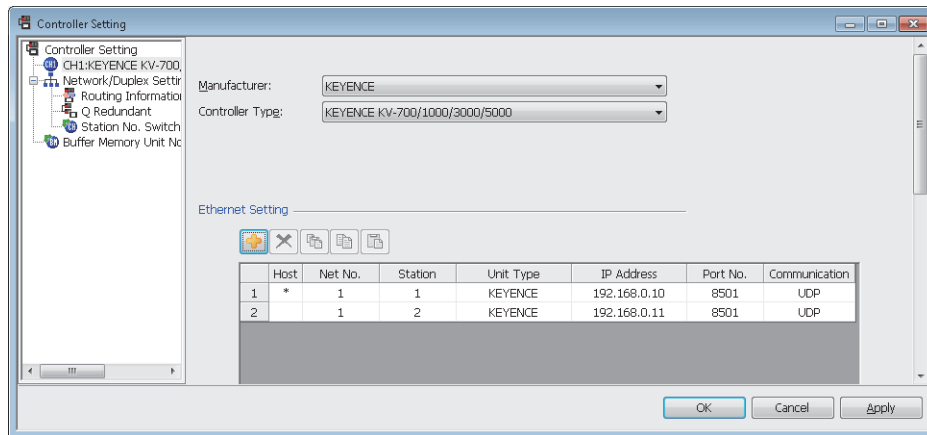 Controller Setting
Controller Setting
CH1:KEYENCE KV-700,
Network/Duplex Settir
Routing Informatior
Q Redundant
Station No. Switch
Buffer Memory Unit No
Manufacturer: KEYENCE
Controller Type: KEYENCE KV-700/1000/3000/5000
Ethernet Setting
Host Net No. Station Unit Type IP Address Port No. Communication
1 * 1 1 KEYENCE 192.168.0.10 8501 UDP
2 1 2 KEYENCE 192.168.0.11 8501 UDP
OK Cancel Apply